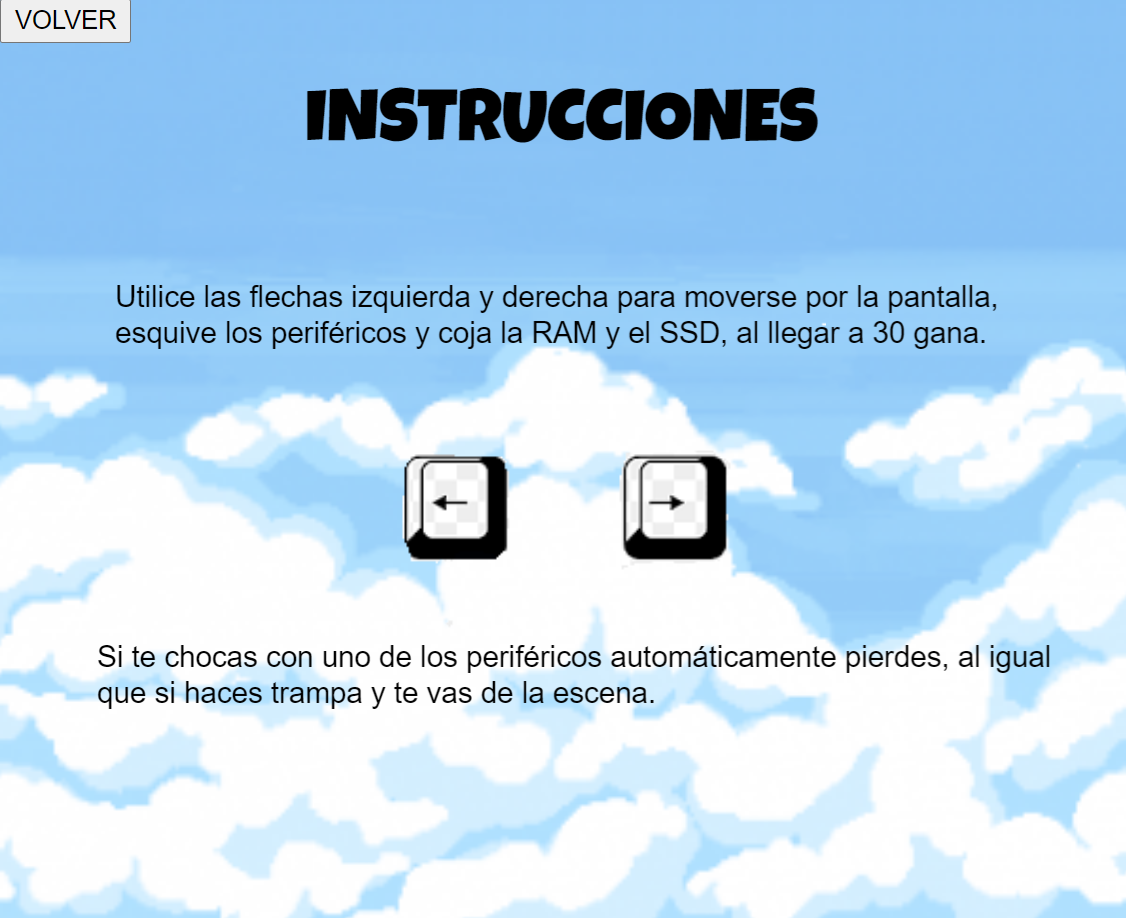 VOLVER
INSTRUCCIONES
Utilice las flechas izquierda y derecha para moverse por la pantalla,
esquive los periféricos y coja la RAM y el SSD, al llegar a 30 gana.
← →
Si te chocas con uno de los periféricos automáticamente pierdes, al igual
que si haces trampa y te vas de la escena.